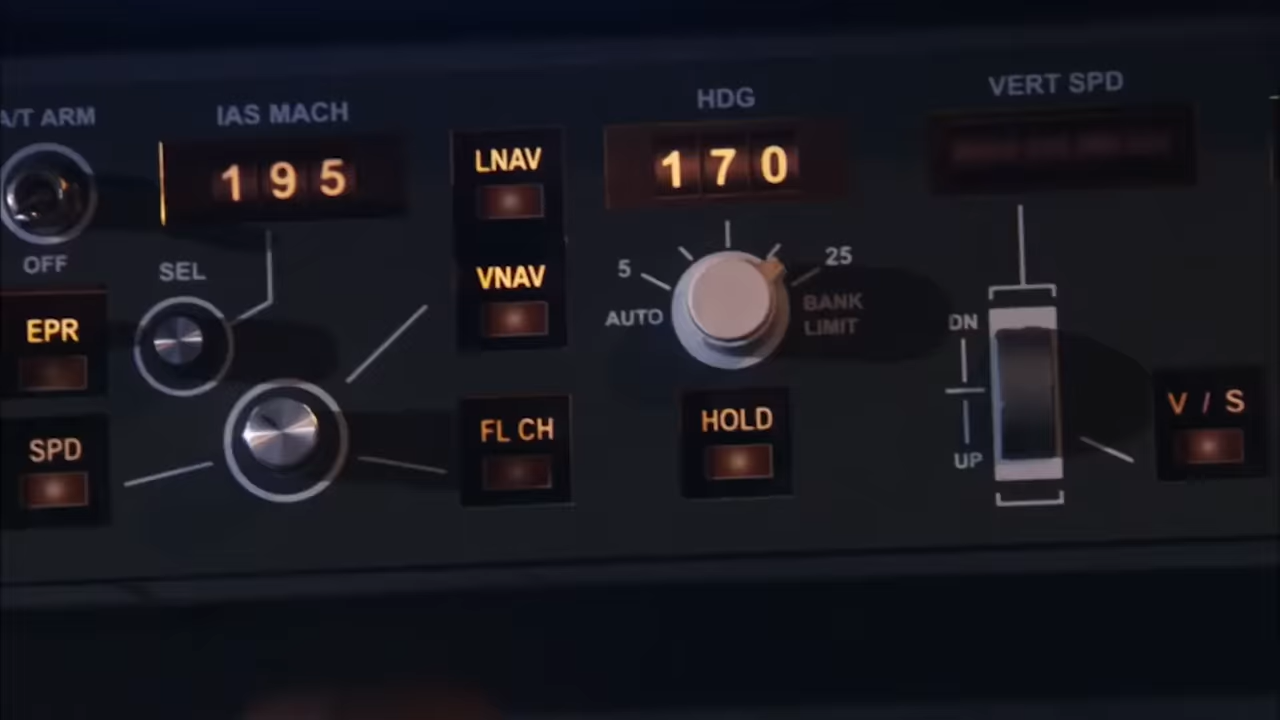 A/T ARM
IAS MACH
HDG
VERT SPD
195
LNAV
170
OFF
SEL
5
25
VNAV
AUTO
BANK
LIMIT
DN
EPR
SPD
FL CH
HOLD
UP
V / S